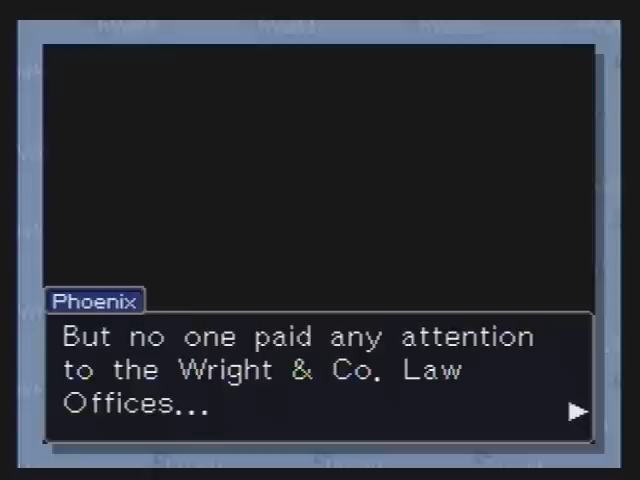 Phoenix
But no one paid any attention
to the Wright & Co. Law
Offices...